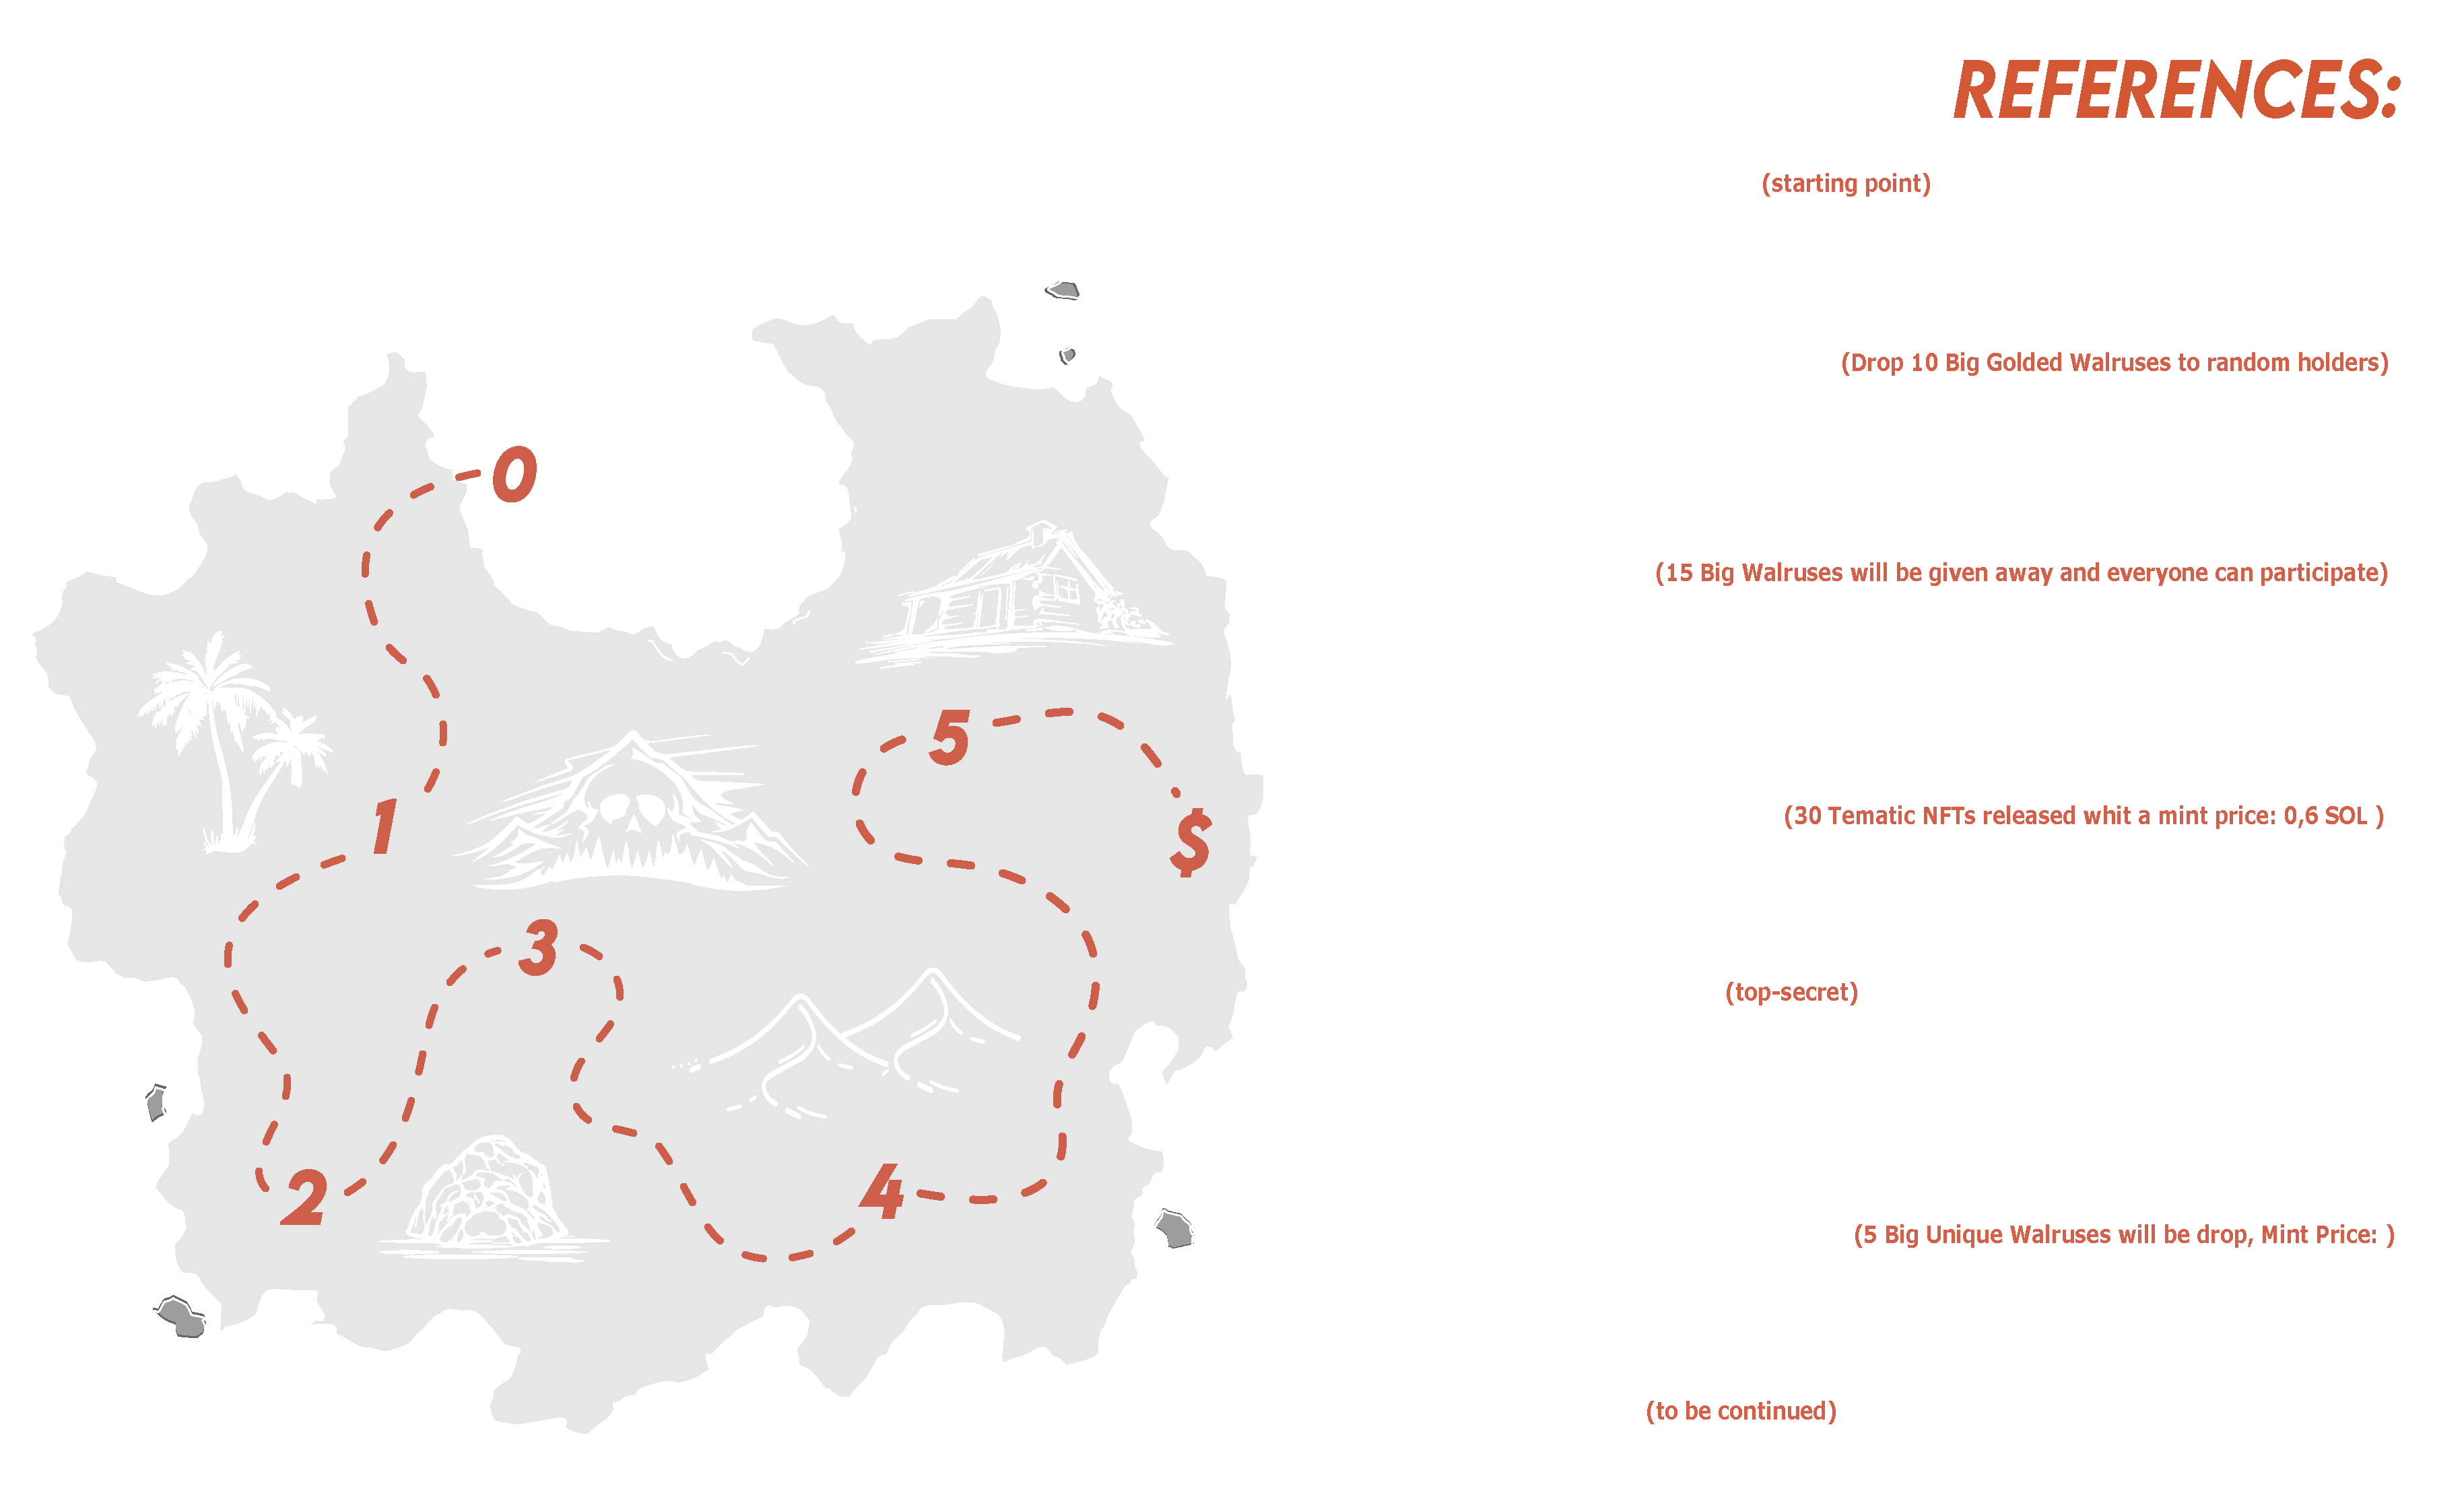 REFERENCES:
(starting point)
(Drop 10 Big Golded Walruses to random holders)
(15 Big Walruses will be given away and everyone can participate)
(30 Tematic NFTs released whit a mint price: 0,6 SOL )
(top-secret)
(5 Big Unique Walruses will be drop, Mint Price: )
(to be continued)
0
1
2
3
4
5
$